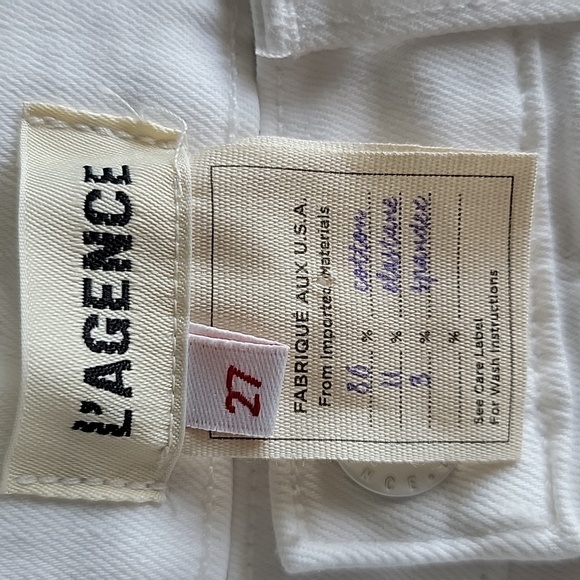 L'AGENCE
27
FABRIQUÉ AUX U.S.A.
From Imported Materials
86 % cotton
11 % elastane
3 % spandex
%
See Care Label
For Wash Instructions